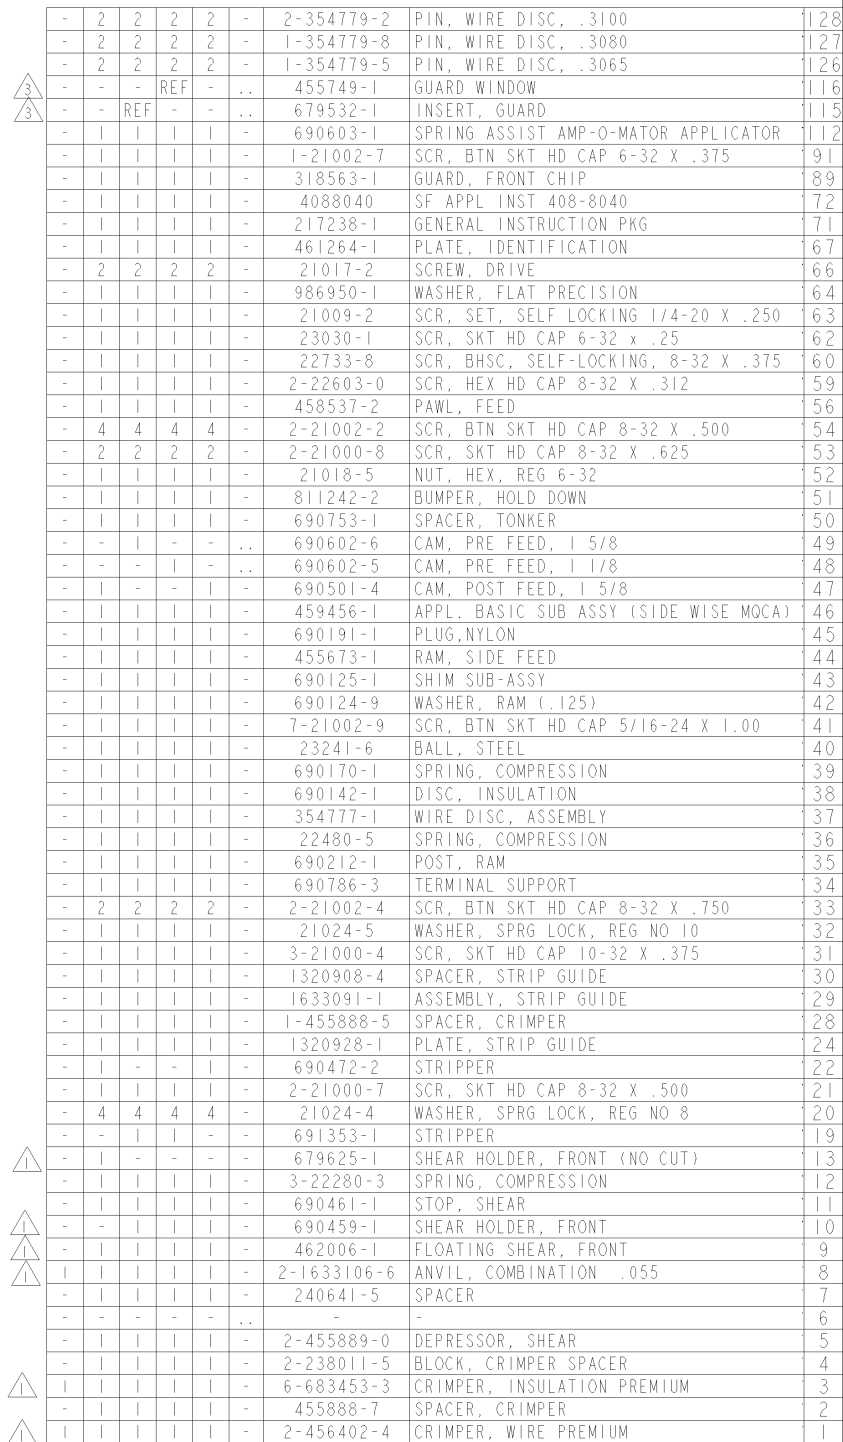 - 2 2 2 2 - 2-354779-2 PIN, WIRE DISC, .3100 128
- 2 2 2 2 - 1-354779-8 PIN, WIRE DISC, .3080 127
- 2 2 2 2 - 1-354779-5 PIN, WIRE DISC, .3065 126
3 - - - REF - .. 455749-1 GUARD WINDOW 116
3 - - REF - - .. 679532-1 INSERT, GUARD 115
- 1 1 1 1 - 690603-1 SPRING ASSIST AMP-O-MATOR APPLICATOR 112
- 1 1 1 1 - 1-21002-7 SCR, BTN SKT HD CAP 6-32 X .375 91
- 1 1 1 1 - 318563-1 GUARD, FRONT CHIP 89
- 1 1 1 1 - 4088040 SF APPL INST 408-8040 72
- 1 1 1 1 - 217238-1 GENERAL INSTRUCTION PKG 71
- 1 1 1 1 - 461264-1 PLATE, IDENTIFICATION 67
- 2 2 2 2 - 21017-2 SCREW, DRIVE 66
- 1 1 1 1 - 986950-1 WASHER, FLAT PRECISION 64
- 1 1 1 1 - 21009-2 SCR, SET, SELF LOCKING 1/4-20 X .250 63
- 1 1 1 1 - 23030-1 SCR, SKT HD CAP 6-32 x .25 62
- 1 1 1 1 - 22733-8 SCR, BHSC, SELF-LOCKING, 8-32 X .375 60
- 1 1 1 1 - 2-22603-0 SCR, HEX HD CAP 8-32 X .312 59
- 1 1 1 1 - 458537-2 PAWL, FEED 56
- 4 4 4 4 - 2-21002-2 SCR, BTN SKT HD CAP 8-32 X .500 54
- 2 2 2 2 - 2-21000-8 SCR, SKT HD CAP 8-32 X .625 53
- 1 1 1 1 - 21018-5 NUT, HEX, REG 6-32 52
- 1 1 1 1 - 811242-2 BUMPER, HOLD DOWN 51
- 1 1 1 1 - 690753-1 SPACER, TONKER 50
- - 1 - - .. 690602-6 CAM, PRE FEED, 1 5/8 49
- - - 1 - .. 690602-5 CAM, PRE FEED, 1 1/8 48
- 1 - - 1 - 690501-4 CAM, POST FEED, 1 5/8 47
- 1 1 1 1 - 459456-1 APPL. BASIC SUB ASSY (SIDE WISE MQCA) 46
- 1 1 1 1 - 690191-1 PLUG,NYLON 45
- 1 1 1 1 - 455673-1 RAM, SIDE FEED 44
- 1 1 1 1 - 690125-1 SHIM SUB-ASSY 43
- 1 1 1 1 - 690124-9 WASHER, RAM (.125) 42
- 1 1 1 1 - 7-21002-9 SCR, BTN SKT HD CAP 5/16-24 X 1.00 41
- 1 1 1 1 - 23241-6 BALL, STEEL 40
- 1 1 1 1 - 690170-1 SPRING, COMPRESSION 39
- 1 1 1 1 - 690142-1 DISC, INSULATION 38
- 1 1 1 1 - 354777-1 WIRE DISC, ASSEMBLY 37
- 1 1 1 1 - 22480-5 SPRING, COMPRESSION 36
- 1 1 1 1 - 690212-1 POST, RAM 35
- 1 1 1 1 - 690786-3 TERMINAL SUPPORT 34
- 2 2 2 2 - 2-21002-4 SCR, BTN SKT HD CAP 8-32 X .750 33
- 1 1 1 1 - 21024-5 WASHER, SPRG LOCK, REG NO 10 32
- 1 1 1 1 - 3-21000-4 SCR, SKT HD CAP 10-32 X .375 31
- 1 1 1 1 - 1320908-4 SPACER, STRIP GUIDE 30
- 1 1 1 1 - 1633091-1 ASSEMBLY, STRIP GUIDE 29
- 1 1 1 1 - 1-455888-5 SPACER, CRIMPER 28
- 1 1 1 1 - 1320928-1 PLATE, STRIP GUIDE 24
- 1 - - 1 - 690472-2 STRIPPER 22
- 1 1 1 1 - 2-21000-7 SCR, SKT HD CAP 8-32 X .500 21
- 4 4 4 4 - 21024-4 WASHER, SPRG LOCK, REG NO 8 20
- - 1 1 - - 691353-1 STRIPPER 19
1 - 1 - - - - 679625-1 SHEAR HOLDER, FRONT (NO CUT) 13
- 1 1 1 1 - 3-22280-3 SPRING, COMPRESSION 12
- 1 1 1 1 - 690461-1 STOP, SHEAR 11
1 - - 1 1 1 - 690459-1 SHEAR HOLDER, FRONT 10
1 - 1 1 1 1 - 462006-1 FLOATING SHEAR, FRONT 9
1 1 1 1 1 1 - 2-1633106-6 ANVIL, COMBINATION .055 8
- 1 1 1 1 - 240641-5 SPACER 7
- - - - - .. - - 6
- 1 1 1 1 - 2-455889-0 DEPRESSOR, SHEAR 5
- 1 1 1 1 - 2-238011-5 BLOCK, CRIMPER SPACER 4
1 1 1 1 1 1 - 6-683453-3 CRIMPER, INSULATION PREMIUM 3
- 1 1 1 1 - 455888-7 SPACER, CRIMPER 2
1 1 1 1 1 1 - 2-456402-4 CRIMPER, WIRE PREMIUM 1